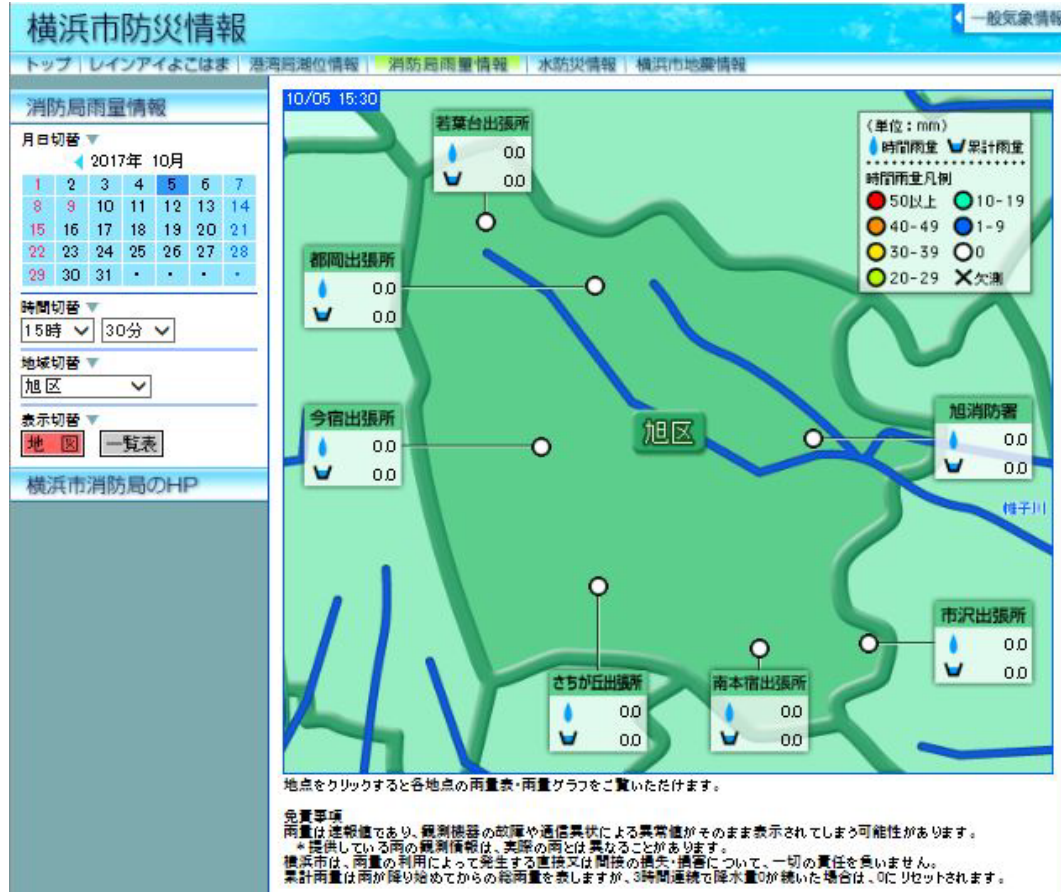 横浜市防災情報
一般気象情報
トップ レインアイよこはま 港湾局潮位情報 消防局雨量情報 水防災情報 横浜市地震情報
消防局雨量情報
月日切替
2017年 10月
1 2 3 4 5 6 7
8 9 10 11 12 13 14
15 16 17 18 19 20 21
22 23 24 25 26 27 28
29 30 31 ・ ・ ・ ・
時間切替
15時 30分
地域切替
旭区
表示切替
地 図 一覧表
横浜市消防局のHP
10/05 15:30
若葉台出張所
0.0
0.0
(単位：mm)
時間雨量 累計雨量
時間雨量凡例
50以上 10-19
40-49 1-9
30-39 0
20-29 欠測
都岡出張所
0.0
0.0
今宿出張所
0.0
0.0
旭区
旭消防署
0.0
0.0
帷子川
市沢出張所
0.0
0.0
さちが丘出張所
0.0
0.0
南本宿出張所
0.0
0.0
地点をクリックすると各地点の雨量表・雨量グラフをご覧いただけます。
免責事項
雨量は速報値であり、観測機器の故障や通信異状による異常値がそのまま表示されてしまう可能性があります。
＊提供している雨の観測情報は、実際の雨とは異なることがあります。
横浜市は、雨量の利用によって発生する直接又は間接の損失・損害について、一切の責任を負いません。
累計雨量は雨が降り始めてからの総雨量を表しますが、3時間連続で降水量0が続いた場合は、0にリセットされます。